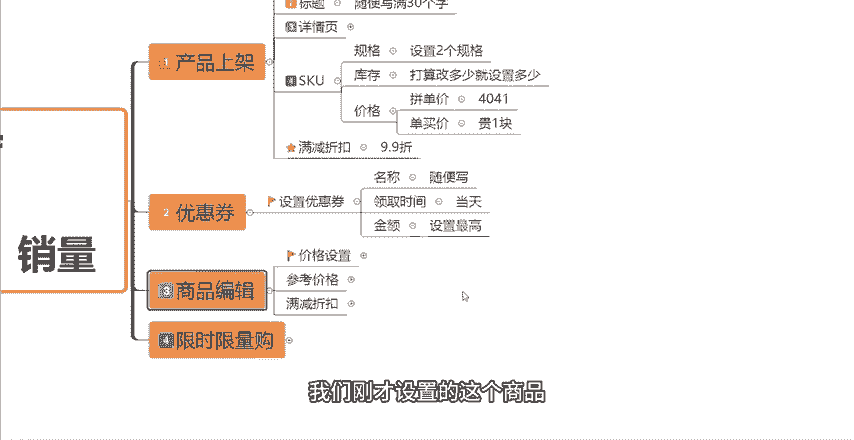 标题 随便写满30个字
详情页
1 产品上架
规格 设置2个规格
SKU
库存 打算改多少就设置多少
价格
拼单价 4041
单买价 贵1块
满减折扣 9.9折
2 优惠券
设置优惠券
名称 随便写
领取时间 当天
金额 设置最高
销量
3 商品编辑
价格设置
参考价格
满减折扣
4 限时限量购
我们刚才设置的这个商品